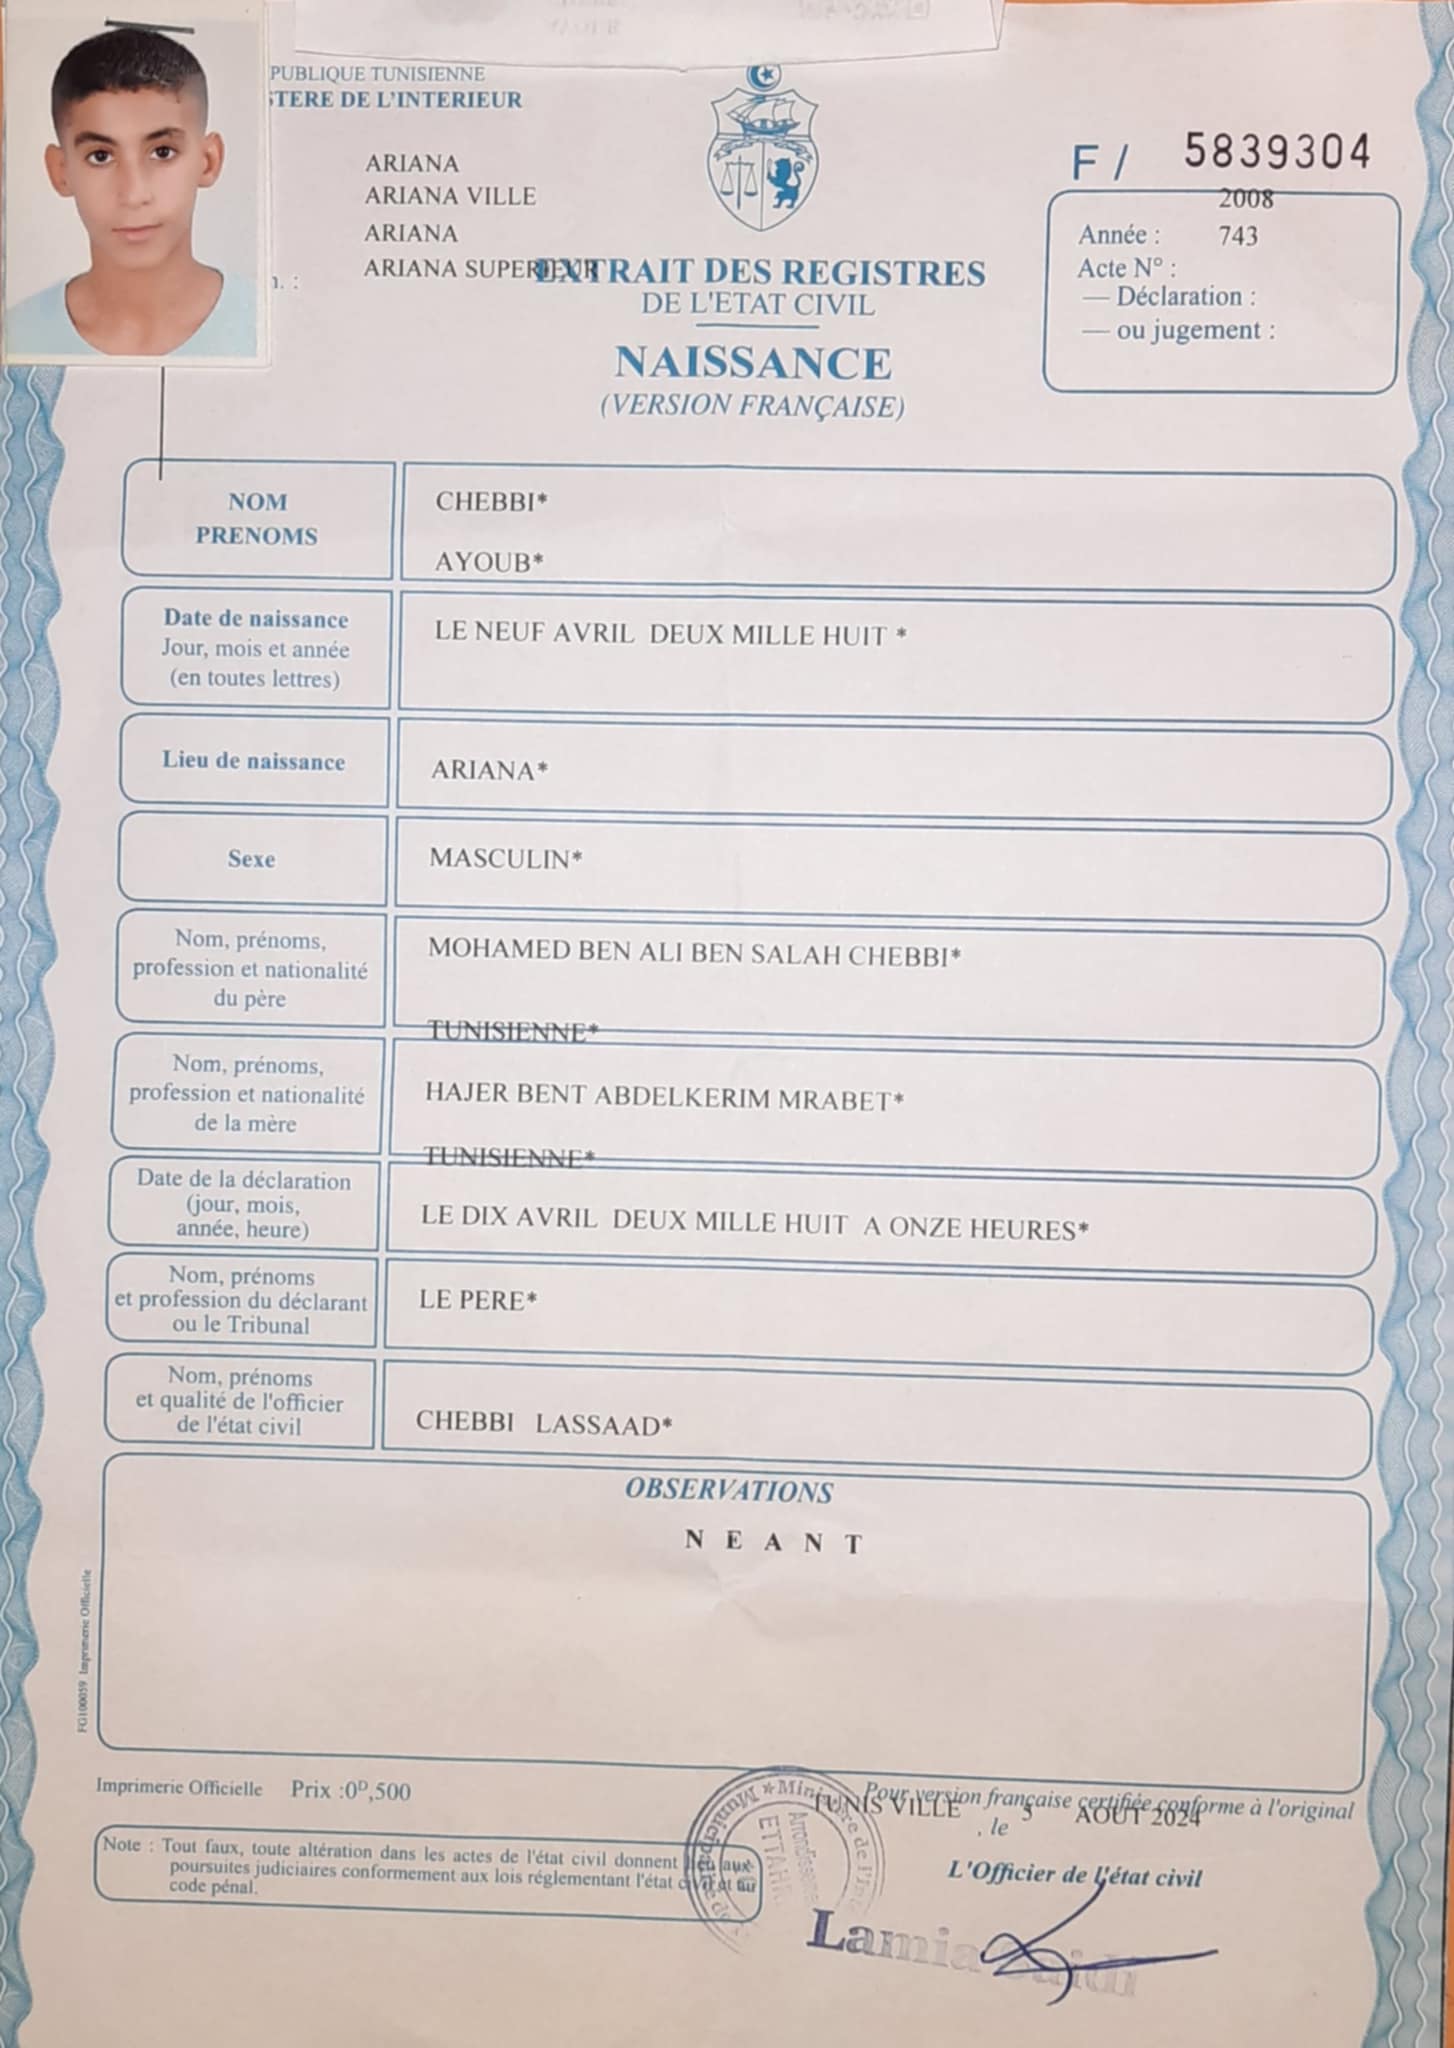 PUBLIQUE TUNISIENNE
STERE DE L'INTERIEUR
ARIANA
ARIANA VILLE
ARIANA
ARIANA SUPERIEUR
n. :
F / 5839304
2008
Année : 743
Acte N° :
— Déclaration :
— ou jugement :
EXTRAIT DES REGISTRES
DE L'ETAT CIVIL
NAISSANCE
(VERSION FRANÇAISE)
NOM
PRENOMS
CHEBBI*
AYOUB*
Date de naissance
Jour, mois et année
(en toutes lettres)
LE NEUF AVRIL DEUX MILLE HUIT *
Lieu de naissance
ARIANA*
Sexe
MASCULIN*
Nom, prénoms,
profession et nationalité
du père
MOHAMED BEN ALI BEN SALAH CHEBBI*
TUNISIENNE*
Nom, prénoms,
profession et nationalité
de la mère
HAJER BENT ABDELKERIM MRABET*
TUNISIENNE*
Date de la déclaration
(jour, mois,
année, heure)
LE DIX AVRIL DEUX MILLE HUIT A ONZE HEURES*
Nom, prénoms
et profession du déclarant
ou le Tribunal
LE PERE*
Nom, prénoms
et qualité de l'officier
de l'état civil
CHEBBI LASSAAD*
OBSERVATIONS
N E A N T
FG100059 Imprimerie Officielle
Imprimerie Officielle Prix :0D,500
Pour version française certifiée conforme à l'original
TUNIS VILLE , le 5 AOUT 2024
Note : Tout faux, toute altération dans les actes de l'état civil donnent lieu aux
poursuites judiciaires conformement aux lois réglementant l'état civil et au
code pénal.
L'Officier de l'état civil
Lamia Saidi